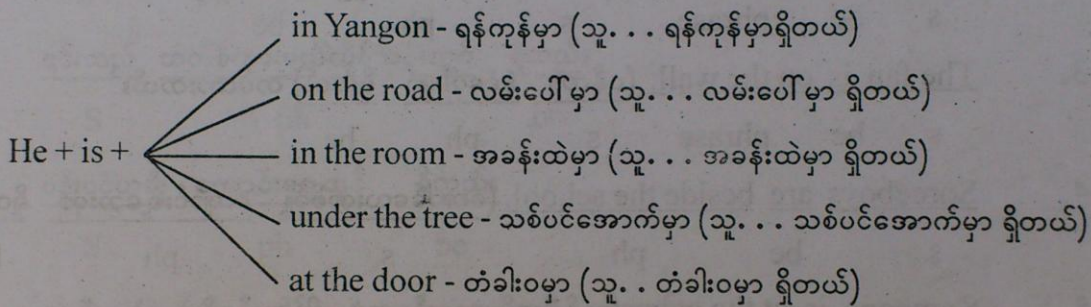 in Yangon - ရန်ကုန်မှာ (သူ. . . ရန်ကုန်မှာရှိတယ်)
on the road - လမ်းပေါ်မှာ (သူ. . . လမ်းပေါ်မှာ ရှိတယ်)
He + is + in the room - အခန်းထဲမှာ (သူ. . . အခန်းထဲမှာ ရှိတယ်)
under the tree - သစ်ပင်အောက်မှာ (သူ. . . သစ်ပင်အောက်မှာ ရှိတယ်)
at the door - တံခါးဝမှာ (သူ. . တံခါးဝမှာ ရှိတယ်)